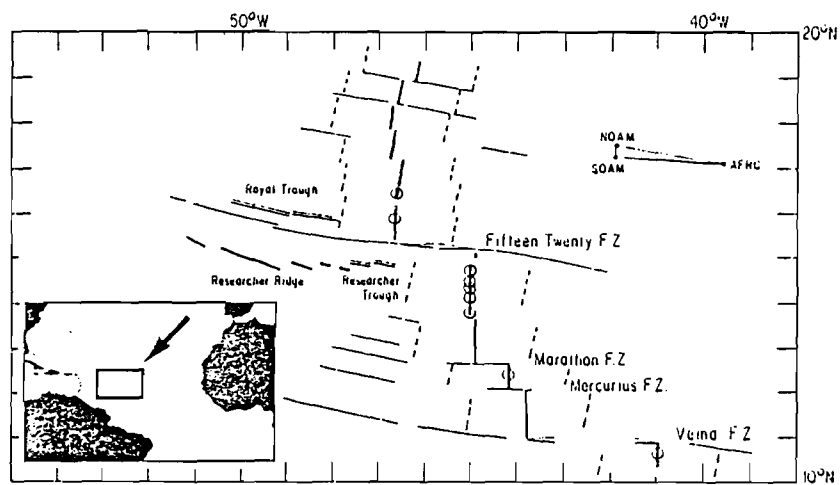 50°W
40°W
20°N
NOAM
SOAM
AFRC
Royal Trough
Fifteen Twenty F.Z
Researcher Ridge
Researcher
Trough
Marathon F.Z
Mercurius F.Z.
Vema F.Z
10°N